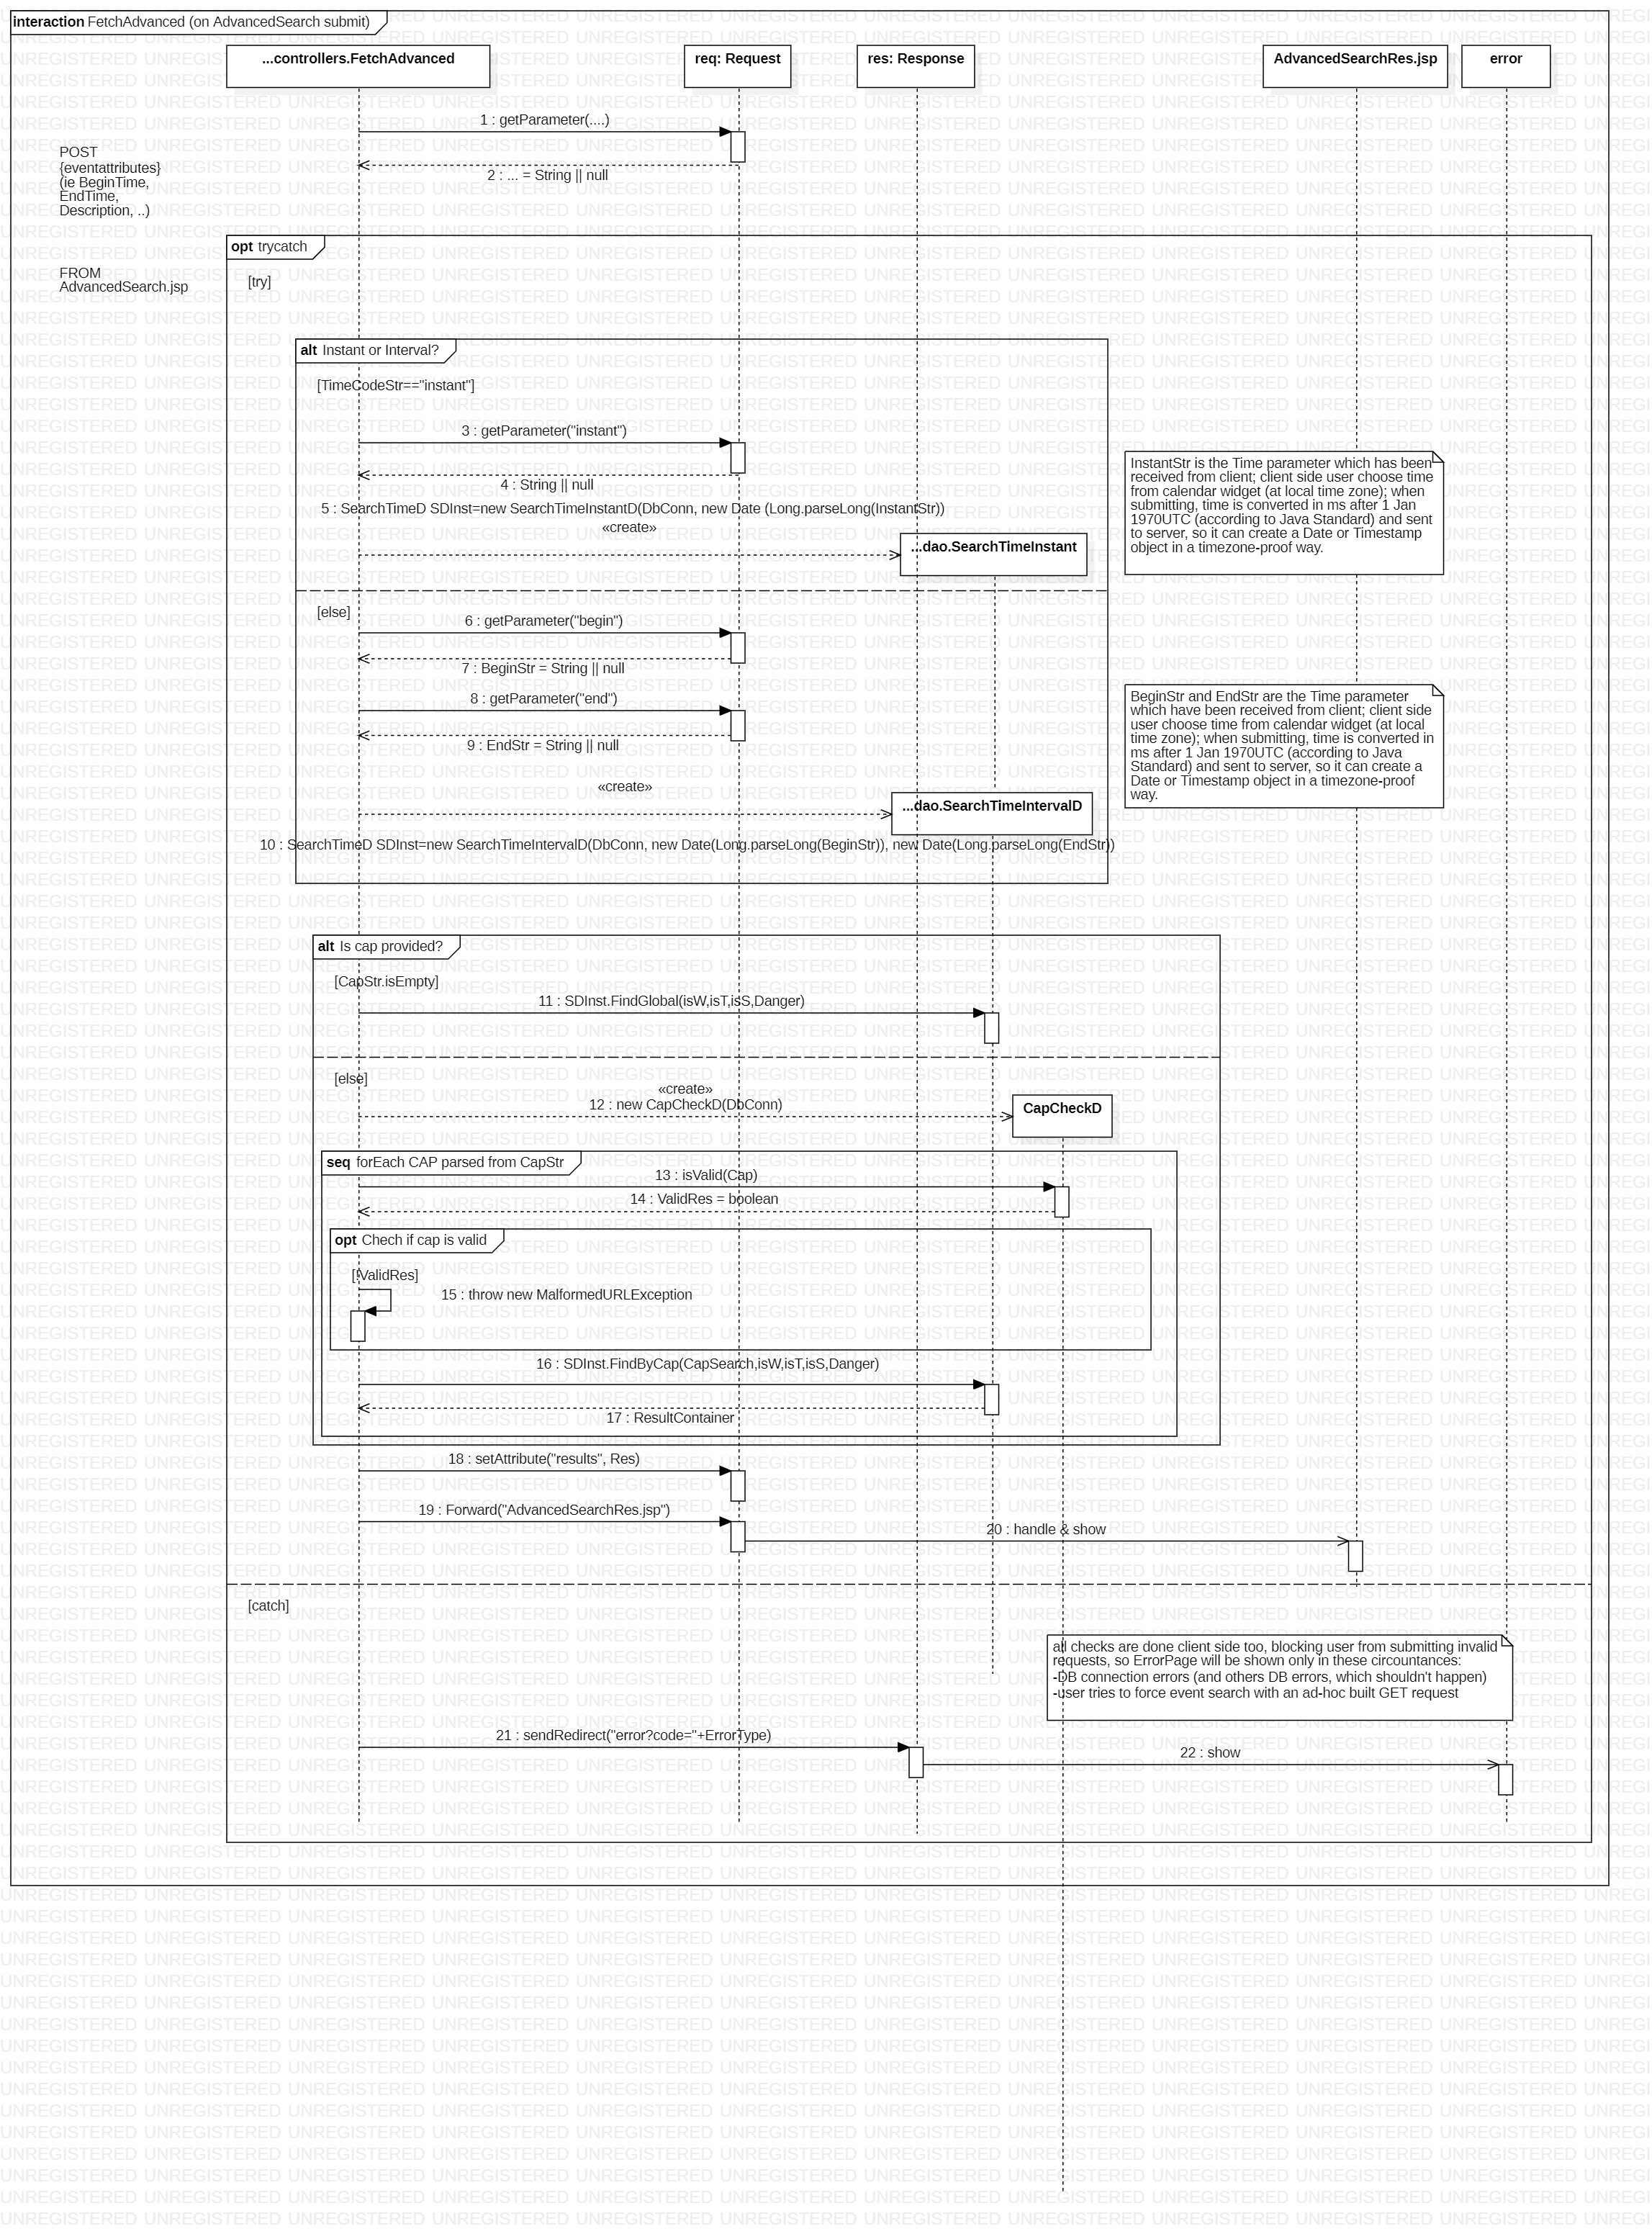 interaction FetchAdvanced (on AdvancedSearch submit)
...controllers.FetchAdvanced
req: Request
res: Response
AdvancedSearchRes.jsp
error
1 : getParameter(....)
POST
{eventattributes}
(ie BeginTime,
EndTime,
Description, ..)
2 : ... = String || null
opt trycatch
FROM
AdvancedSearch.jsp
[try]
alt Instant or Interval?
[TimeCodeStr=="instant"]
3 : getParameter("instant")
4 : String || null
InstantStr is the Time parameter which has been
received from client; client side user choose time
from calendar widget (at local time zone); when
submitting, time is converted in ms after 1 Jan
1970UTC (according to Java Standard) and sent
to server, so it can create a Date or Timestamp
object in a timezone-proof way.
5 : SearchTimeD SDInst=new SearchTimeInstantD(DbConn, new Date (Long.parseLong(InstantStr))
«create»
...dao.SearchTimeInstant
[else]
6 : getParameter("begin")
7 : BeginStr = String || null
8 : getParameter("end")
9 : EndStr = String || null
BeginStr and EndStr are the Time parameter
which have been received from client; client side
user choose time from calendar widget (at local
time zone); when submitting, time is converted in
ms after 1 Jan 1970UTC (according to Java
Standard) and sent to server, so it can create a
Date or Timestamp object in a timezone-proof
way.
«create»
...dao.SearchTimeIntervalD
10 : SearchTimeD SDInst=new SearchTimeIntervalD(DbConn, new Date(Long.parseLong(BeginStr)), new Date(Long.parseLong(EndStr))
alt Is cap provided?
[CapStr.isEmpty]
11 : SDInst.FindGlobal(isW,isT,isS,Danger)
[else]
«create»
12 : new CapCheckD(DbConn)
CapCheckD
seq forEach CAP parsed from CapStr
13 : isValid(Cap)
14 : ValidRes = boolean
opt Chech if cap is valid
[!ValidRes]
15 : throw new MalformedURLException
16 : SDInst.FindByCap(CapSearch,isW,isT,isS,Danger)
17 : ResultContainer
18 : setAttribute("results", Res)
19 : Forward("AdvancedSearchRes.jsp")
20 : handle & show
[catch]
all checks are done client side too, blocking user from submitting invalid
requests, so ErrorPage will be shown only in these circuntances:
-DB connection errors (and others DB errors, which shouldn't happen)
-user tries to force event search with an ad-hoc built GET request
21 : sendRedirect("error?code="+ErrorType)
22 : show